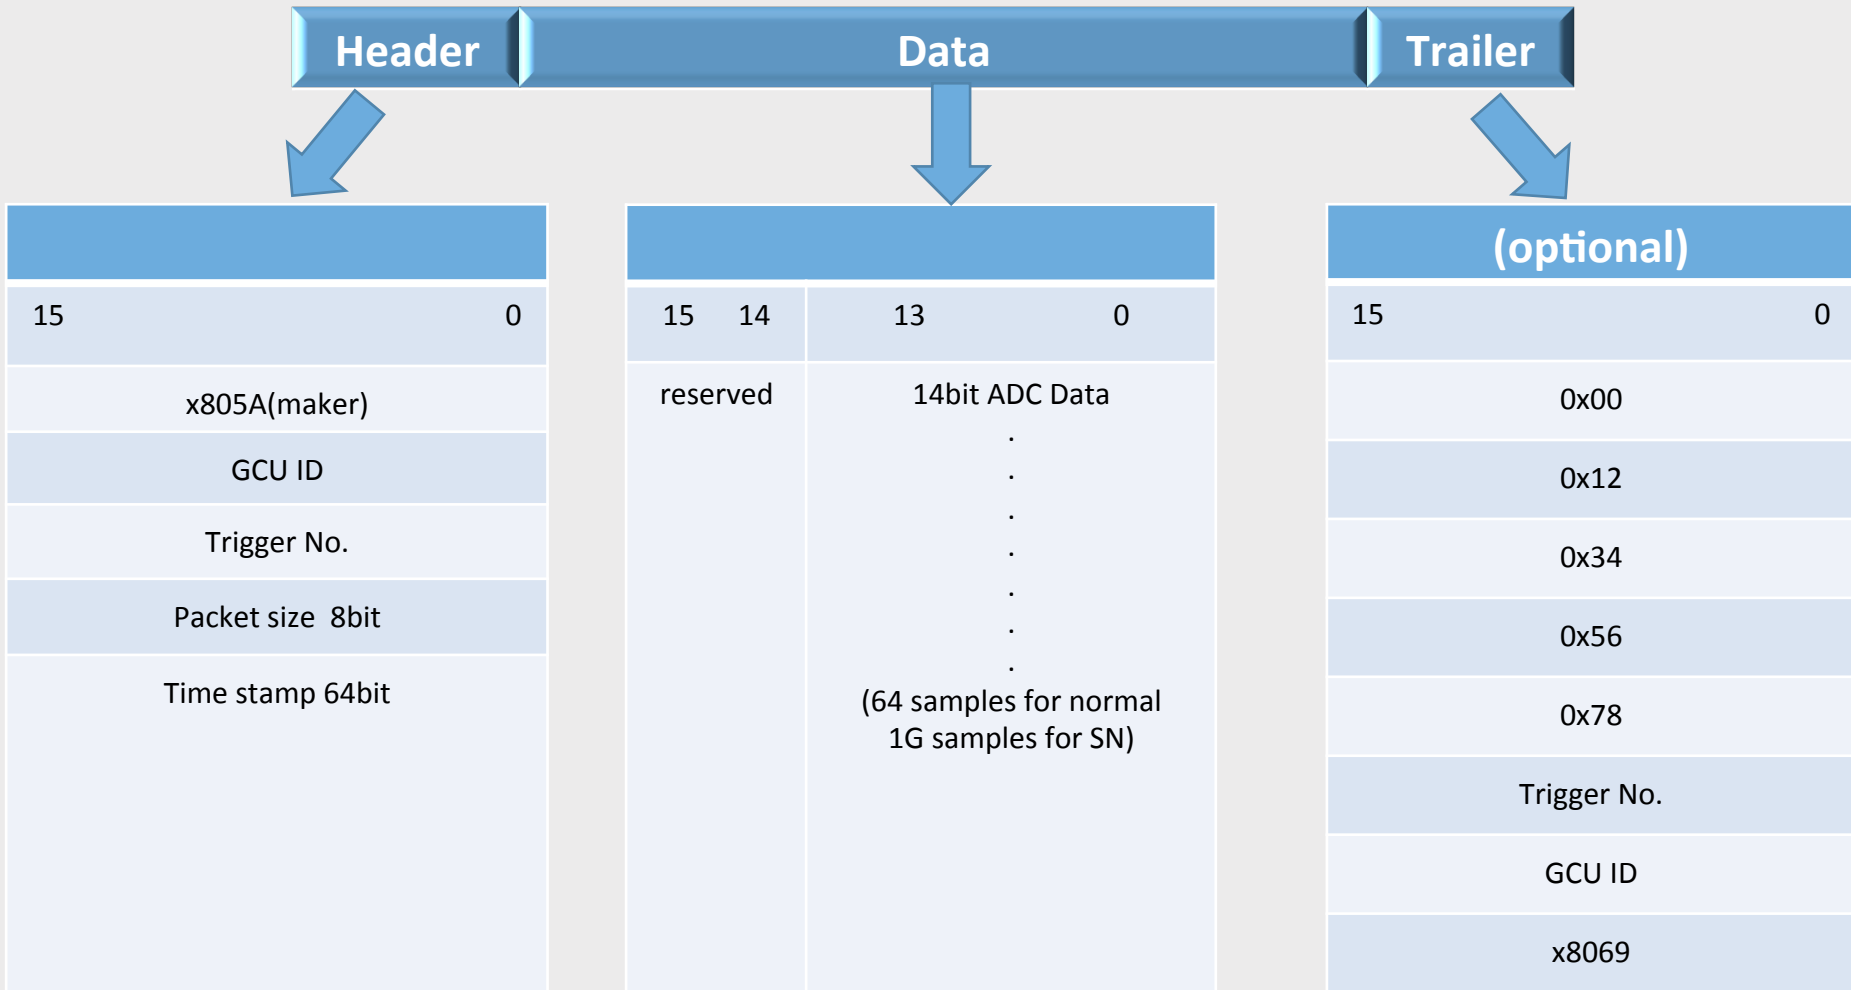 Header
Data
Trailer
15 0
x805A(maker)
GCU ID
Trigger No.
Packet size 8bit
Time stamp 64bit
15 14 13 0
reserved
14bit ADC Data
.
.
.
.
.
.
.
(64 samples for normal
1G samples for SN)
(optional)
15 0
0x00
0x12
0x34
0x56
0x78
Trigger No.
GCU ID
x8069